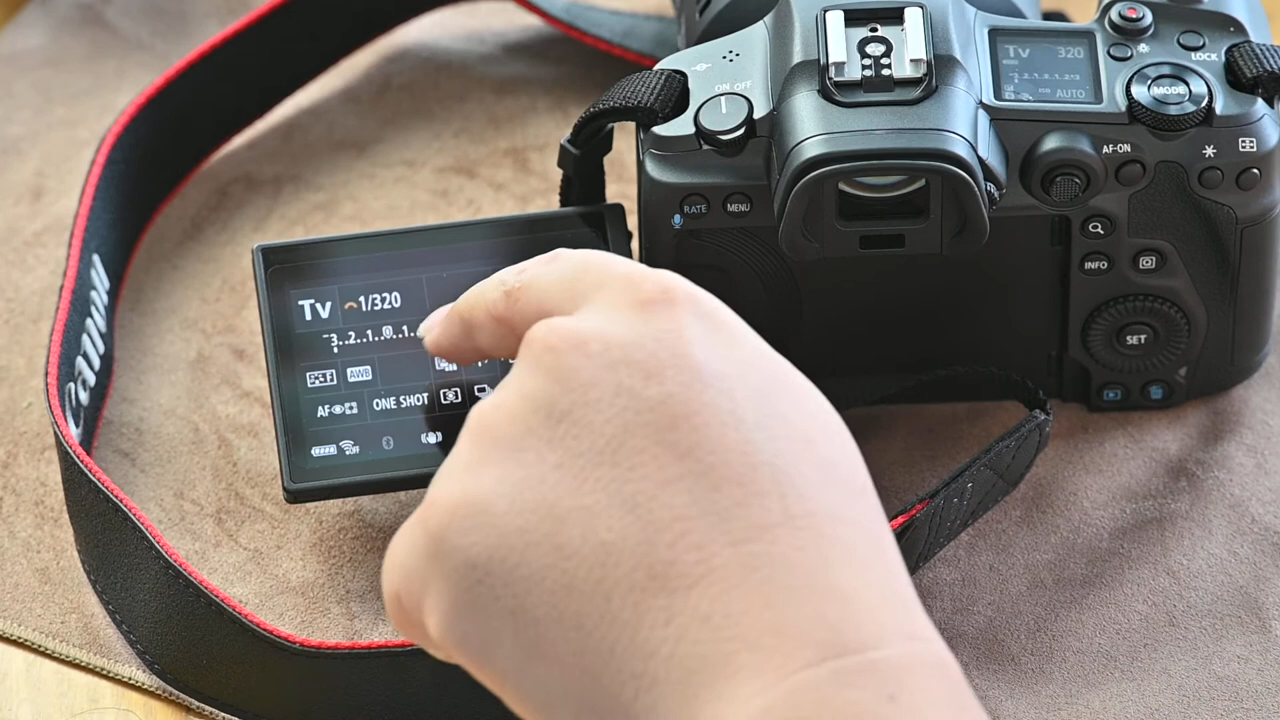 ON OFF
Tv 320
LOCK
MODE
AUTO
AF-ON
RATE
MENU
INFO
SET
Canon
Tv 1/320
-3..2..1..0..1..
AWB
AF
ONE SHOT
OFF